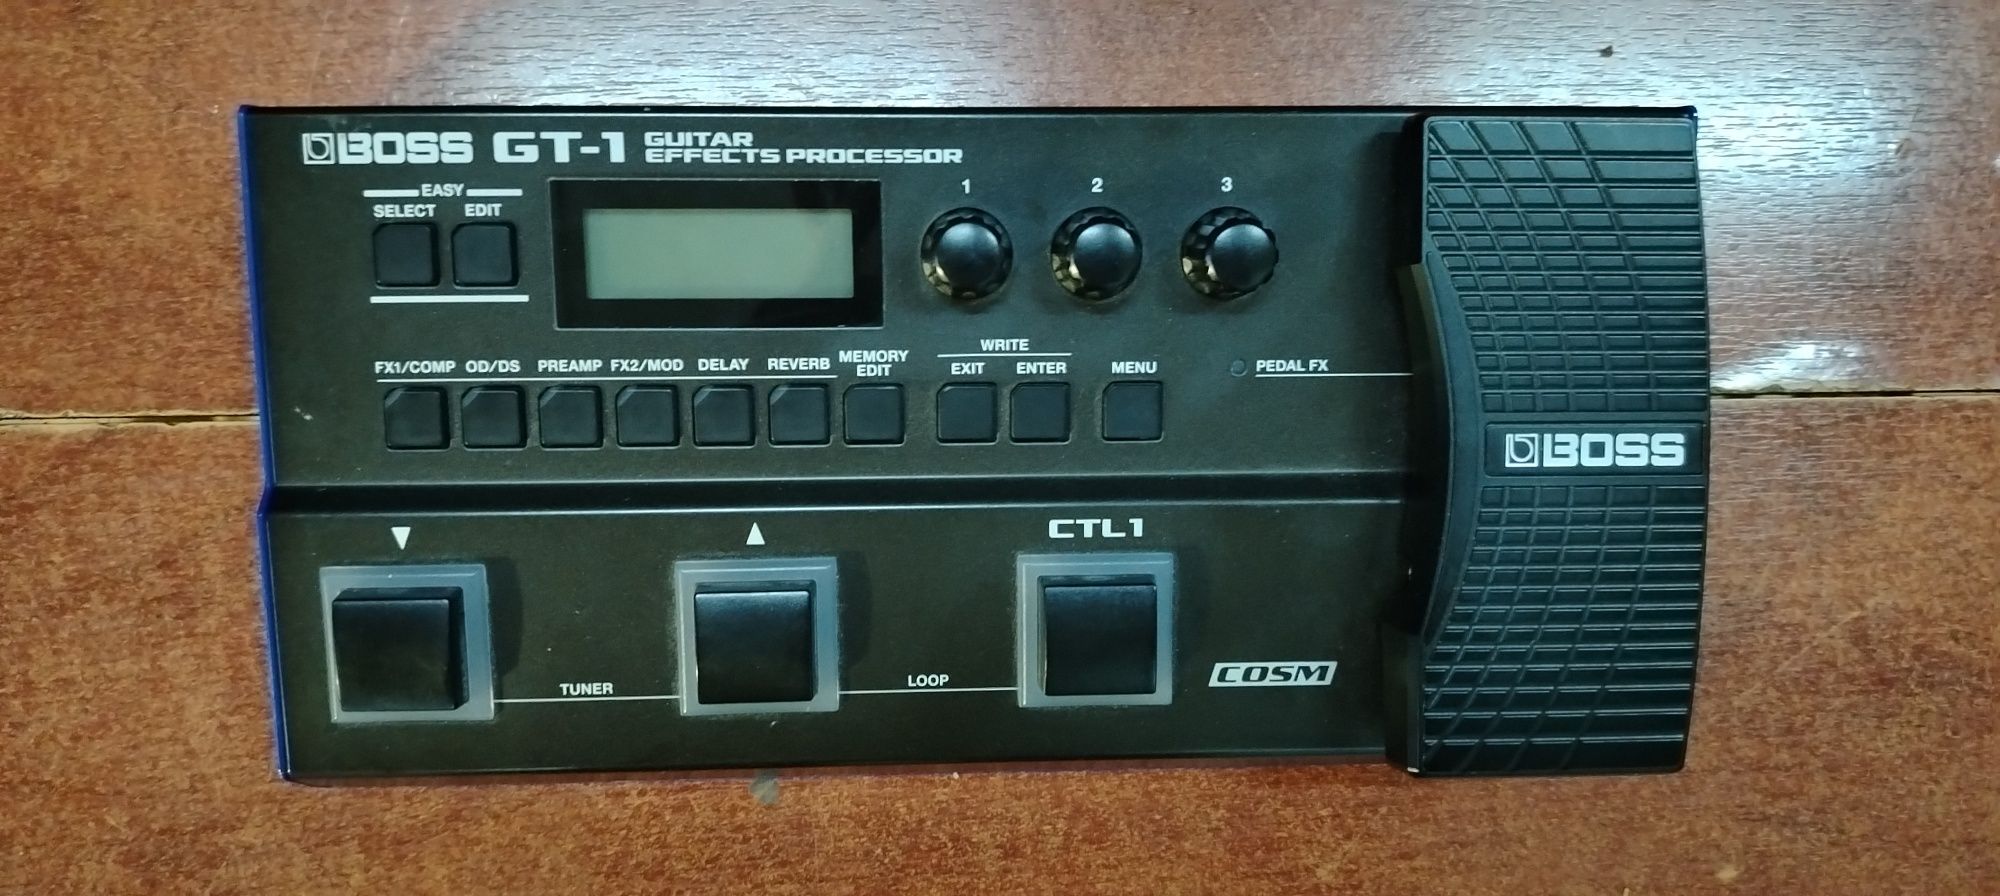 BOSS GT-1 GUITAR
EFFECTS PROCESSOR
EASY
SELECT EDIT
1 2 3
WRITE
FX1/COMP OD/DS PREAMP FX2/MOD DELAY REVERB MEMORY
EDIT
EXIT ENTER MENU
PEDAL FX
BOSS
▼ ▲ CTL1
TUNER LOOP
COSM